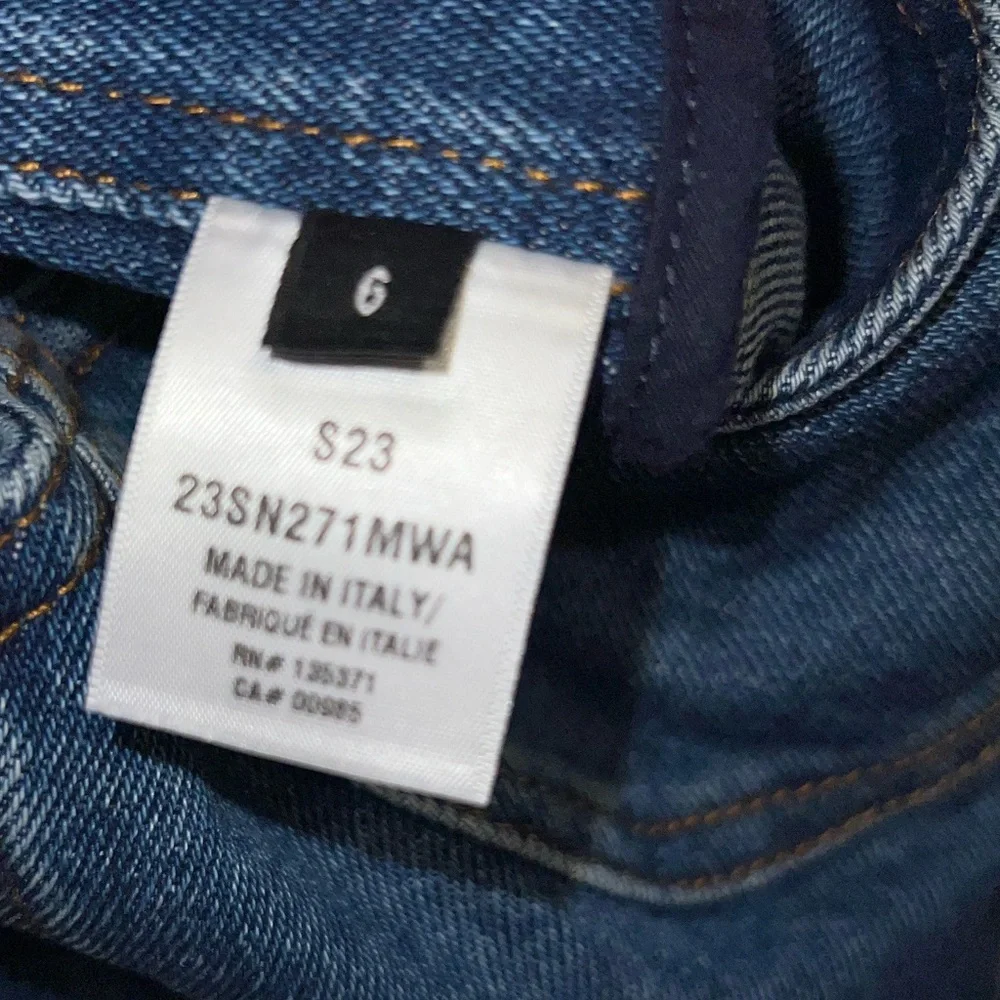 6
S23
23SN271MWA
MADE IN ITALY/
FABRIQUÉ EN ITALIE
RN# 135371
CA# 00985